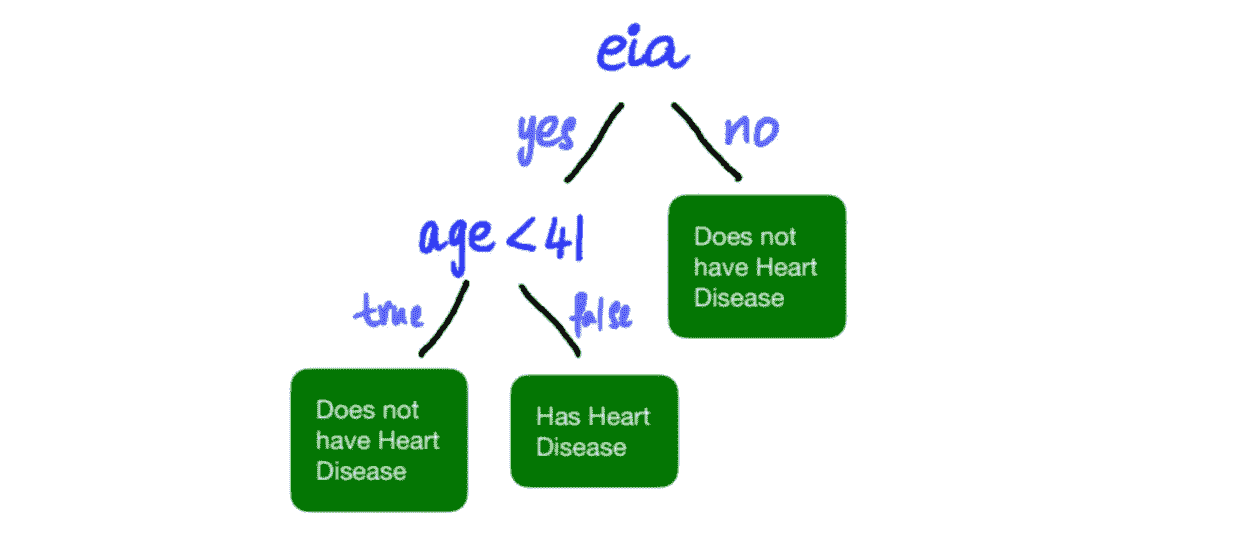 eia
yes
no
age < 41
Does not
have Heart
Disease
true
false
Does not
have Heart
Disease
Has Heart
Disease